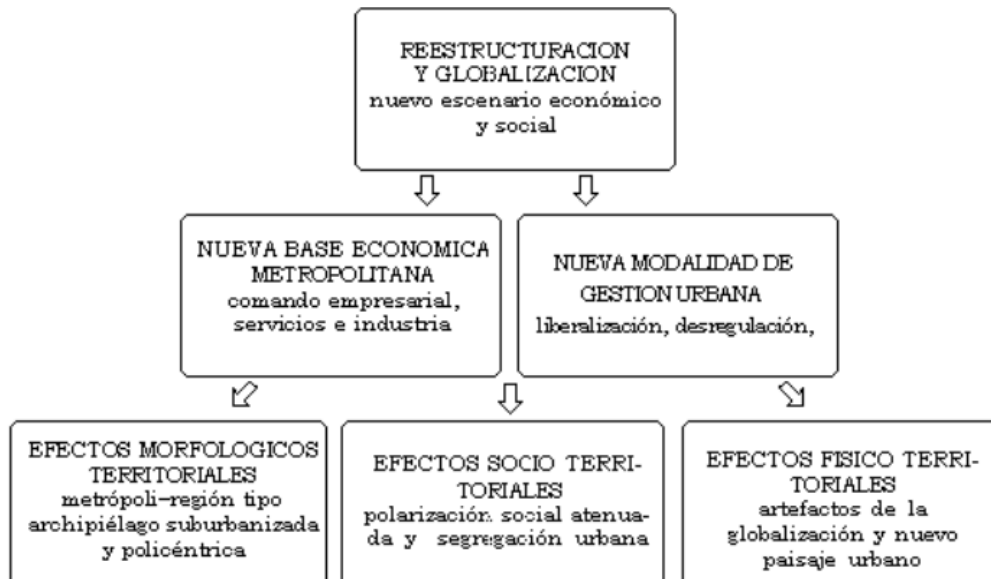 REESTRUCTURACION
Y GLOBALIZACION
nuevo escenario económico
y social
NUEVA BASE ECONOMICA
METROPOLITANA
comando empresarial,
servicios e industria
NUEVA MODALIDAD DE
GESTION URBANA
liberalización, desregulación,
EFECTOS MORFOLOGICOS
TERRITORIALES
metrópoli-región tipo
archipiélago suburbanizada
y policéntrica
EFECTOS SOCIO TERRI-
TORIALES
polarización social atenua-
da y segregación urbana
EFECTOS FISICO TERRI-
TORIALES
artefactos de la
globalización y nuevo
paisaje urbano